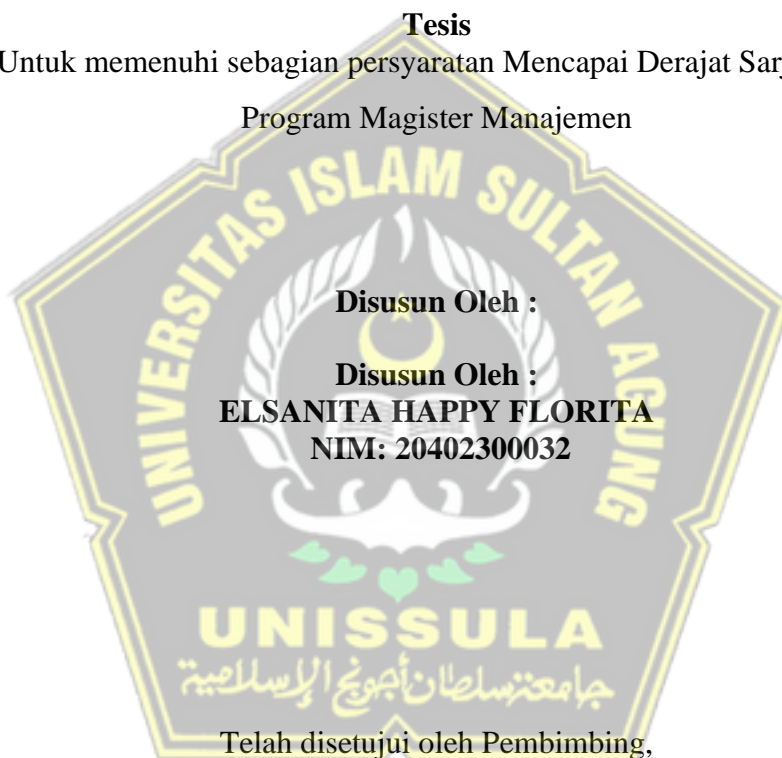 Tesis
Untuk memenuhi sebagian persyaratan Mencapai Derajat
Program Magister Manajemen
UNIVERSITAS ISLAM SULTAN AGUNG
Disusun Oleh :
Disusun Oleh :
ELSANITA HAPPY FLORITA
NIM: 20402300032
UNISSULA
جامعة سلطان أجونج الإسلامية
Telah disetujui oleh Pembimbing,